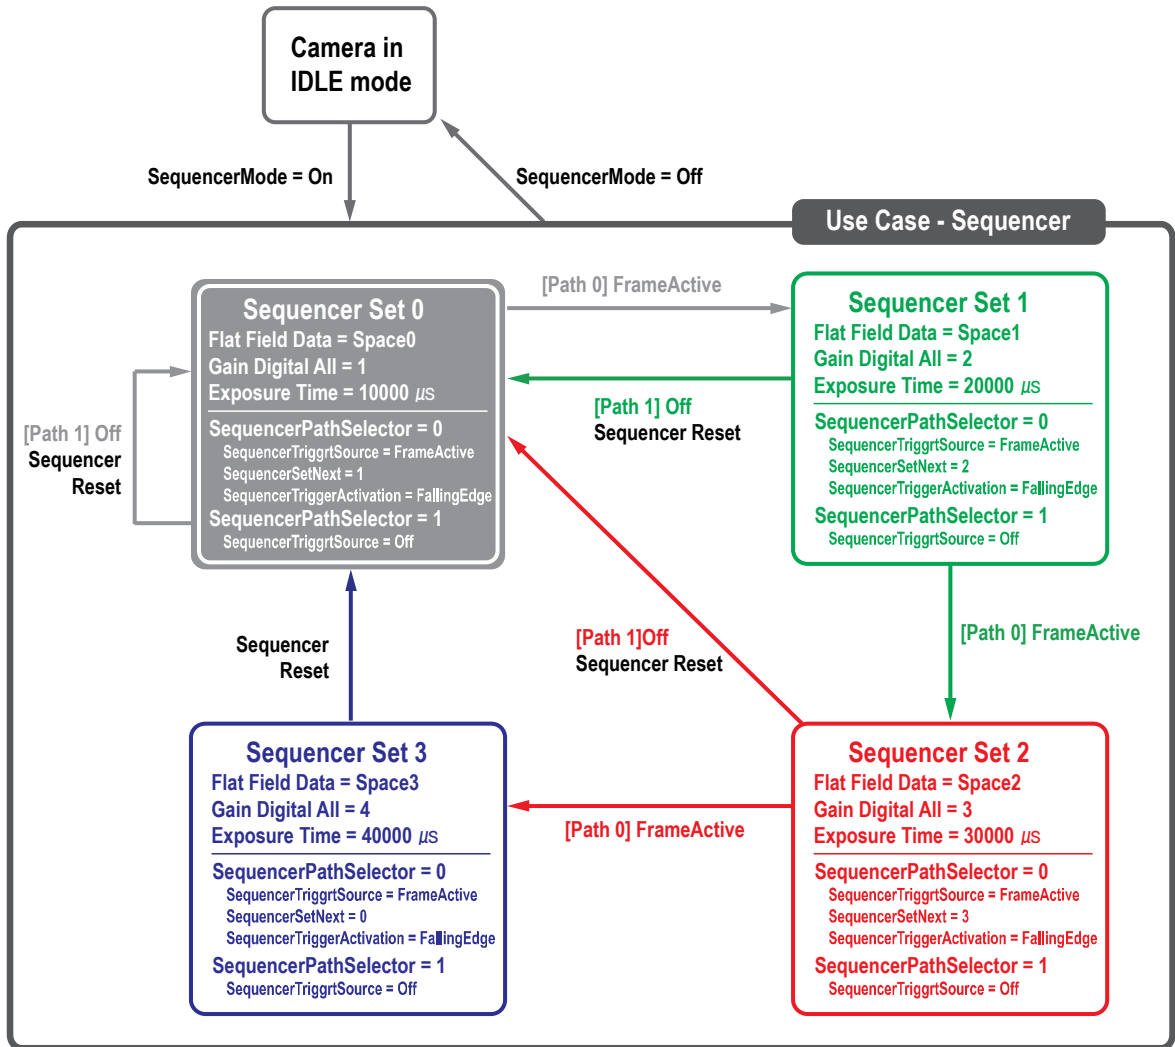 Camera in
IDLE mode
SequencerMode = On
SequencerMode = Off
Use Case - Sequencer
Sequencer Set 0
Flat Field Data = Space0
Gain Digital All = 1
Exposure Time = 10000 μs
SequencerPathSelector = 0
SequencerTriggrtSource = FrameActive
SequencerSetNext = 1
SequencerTriggerActivation = FallingEdge
SequencerPathSelector = 1
SequencerTriggrtSource = Off
[Path 1] Off
Sequencer
Reset
[Path 0] FrameActive
[Path 1] Off
Sequencer Reset
Sequencer Set 1
Flat Field Data = Space1
Gain Digital All = 2
Exposure Time = 20000 μs
SequencerPathSelector = 0
SequencerTriggrtSource = FrameActive
SequencerSetNext = 2
SequencerTriggerActivation = FallingEdge
SequencerPathSelector = 1
SequencerTriggrtSource = Off
[Path 0] FrameActive
Sequencer
Reset
[Path 1]Off
Sequencer Reset
Sequencer Set 3
Flat Field Data = Space3
Gain Digital All = 4
Exposure Time = 40000 μs
SequencerPathSelector = 0
SequencerTriggrtSource = FrameActive
SequencerSetNext = 0
SequencerTriggerActivation = FallingEdge
SequencerPathSelector = 1
SequencerTriggrtSource = Off
[Path 0] FrameActive
Sequencer Set 2
Flat Field Data = Space2
Gain Digital All = 3
Exposure Time = 30000 μs
SequencerPathSelector = 0
SequencerTriggrtSource = FrameActive
SequencerSetNext = 3
SequencerTriggerActivation = FallingEdge
SequencerPathSelector = 1
SequencerTriggrtSource = Off